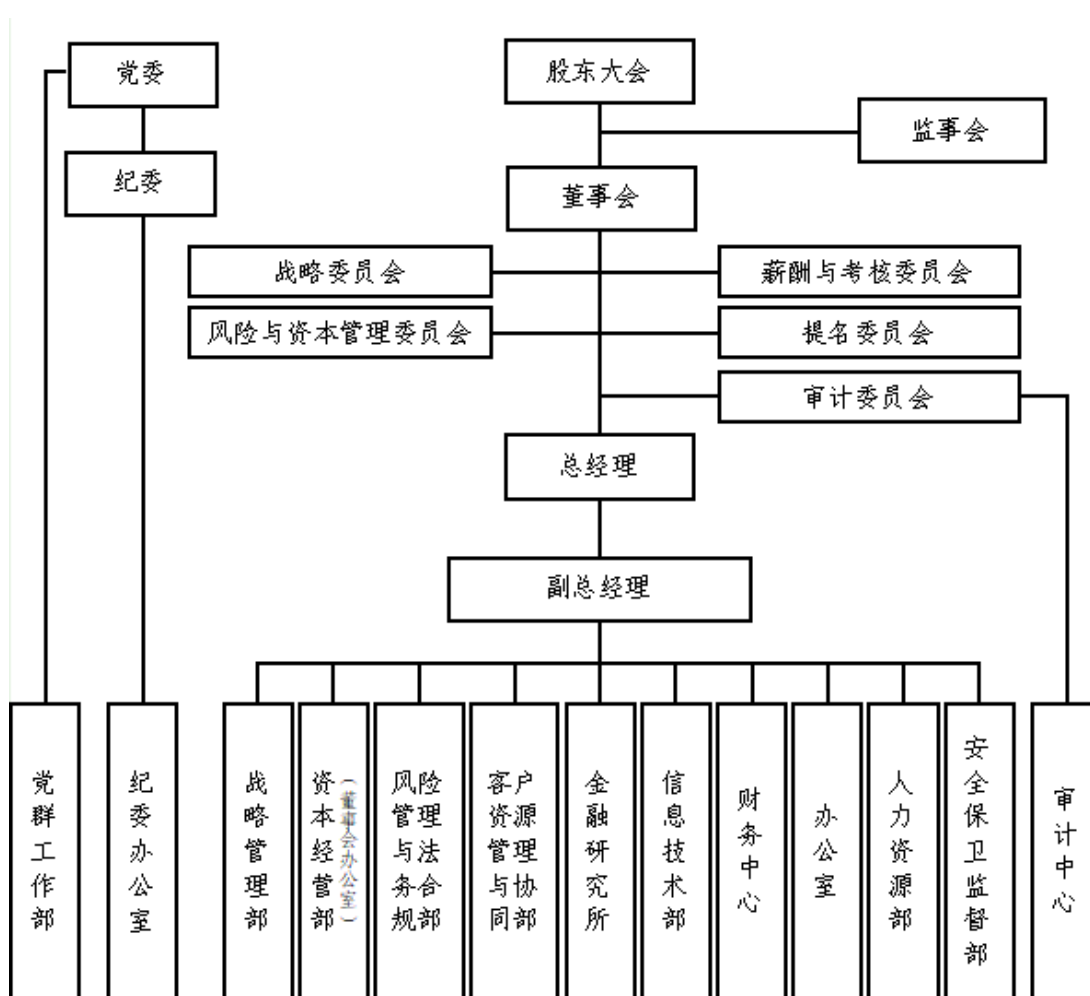 党委
股东大会
监事会
纪委
董事会
战略委员会
薪酬与考核委员会
风险与资本管理委员会
提名委员会
审计委员会
总经理
副总经理
党群工作部
纪委办公室
战略管理部
资本经营部
（董事会办公室）
风险管理与法务合规部
客户资源管理与协同部
金融研究所
信息技术部
财务中心
办公室
人力资源部
安全保卫监督部
审计中心